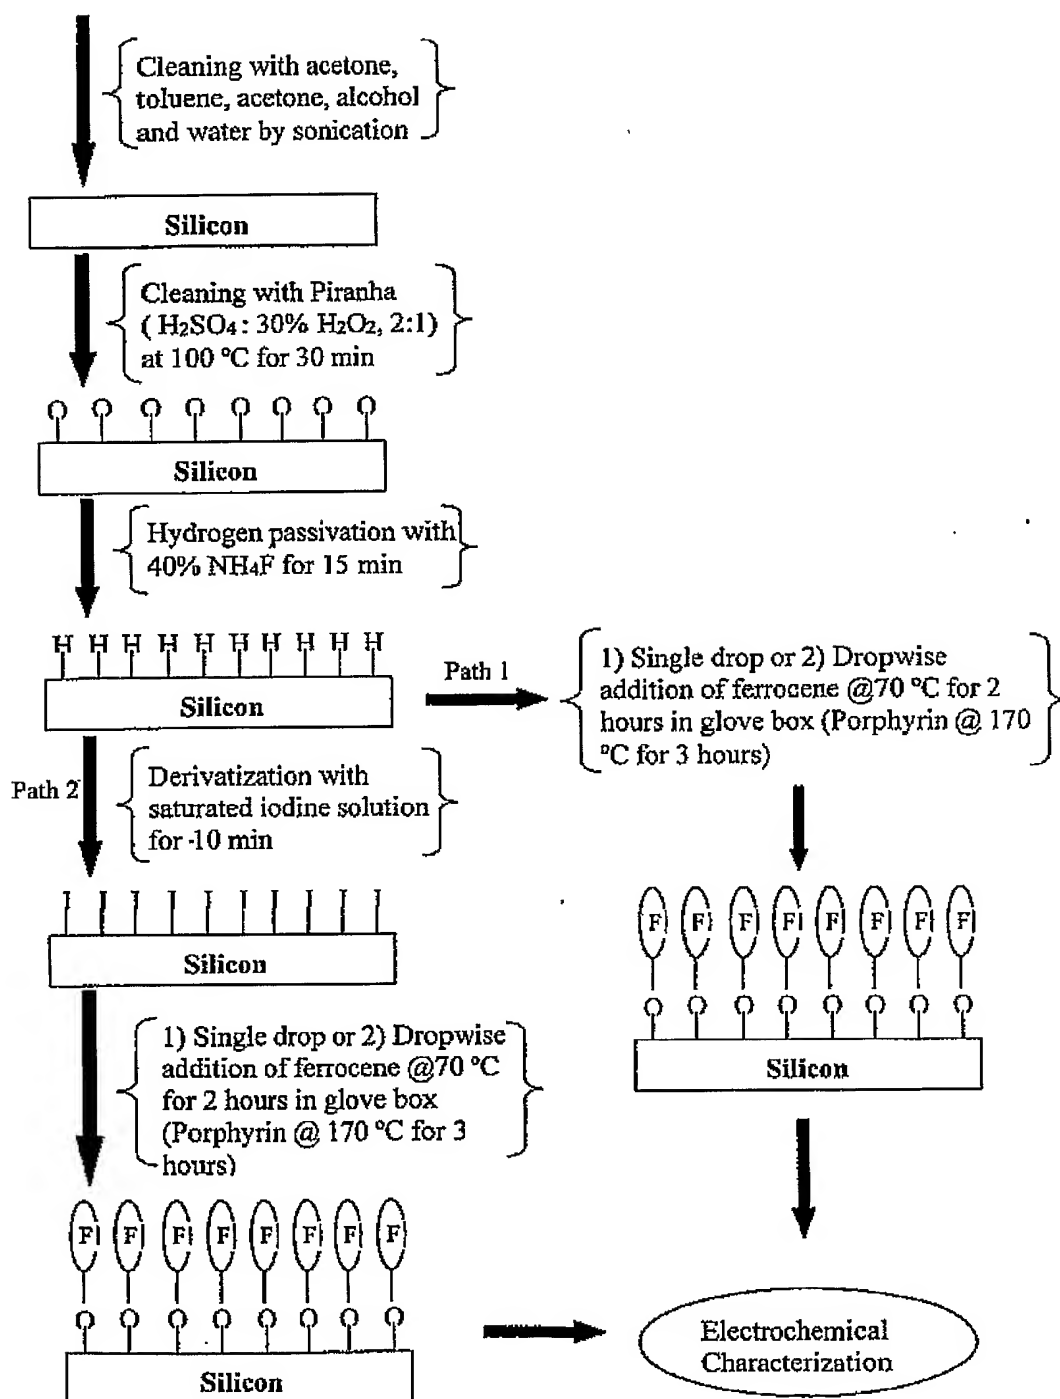 Cleaning with acetone,
toluene, acetone, alcohol
and water by sonication
Silicon
Cleaning with Piranha
( H₂SO₄ : 30% H₂O₂, 2:1)
at 100 °C for 30 min
O O O O O O O O
Silicon
Hydrogen passivation with
40% NH₄F for 15 min
H H H H H H H H H H
Silicon
Path 1
1) Single drop or 2) Dropwise
addition of ferrocene @70 °C for 2
hours in glove box (Porphyrin @ 170
°C for 3 hours)
Path 2
Derivatization with
saturated iodine solution
for -10 min
I I I I I I I I I I
Silicon
F F F F F F F F
O O O O O O O O
Silicon
1) Single drop or 2) Dropwise
addition of ferrocene @70 °C
for 2 hours in glove box
(Porphyrin @ 170 °C for 3
hours)
F F F F F F F F
O O O O O O O O
Silicon
Electrochemical
Characterization